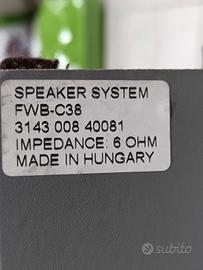 SPEAKER SYSTEM
FWB-C38
3143 008 40081
IMPEDANCE: 6 OHM
MADE IN HUNGARY
subito